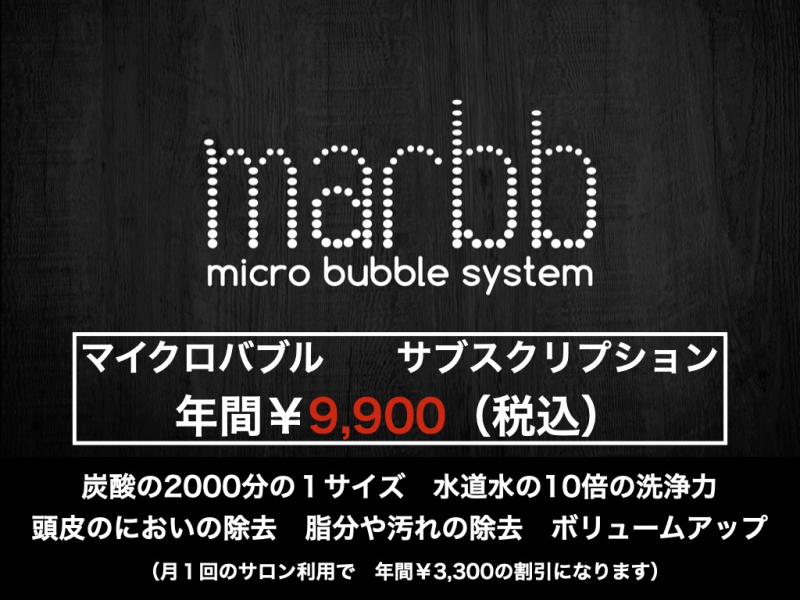 marbb
micro bubble system
マイクロバブル　　サブスクリプション
年間￥9,900（税込）
炭酸の2000分の１サイズ　水道水の10倍の洗浄力
頭皮のにおいの除去　脂分や汚れの除去　ボリュームアップ
（月１回のサロン利用で　年間￥3,300の割引になります）